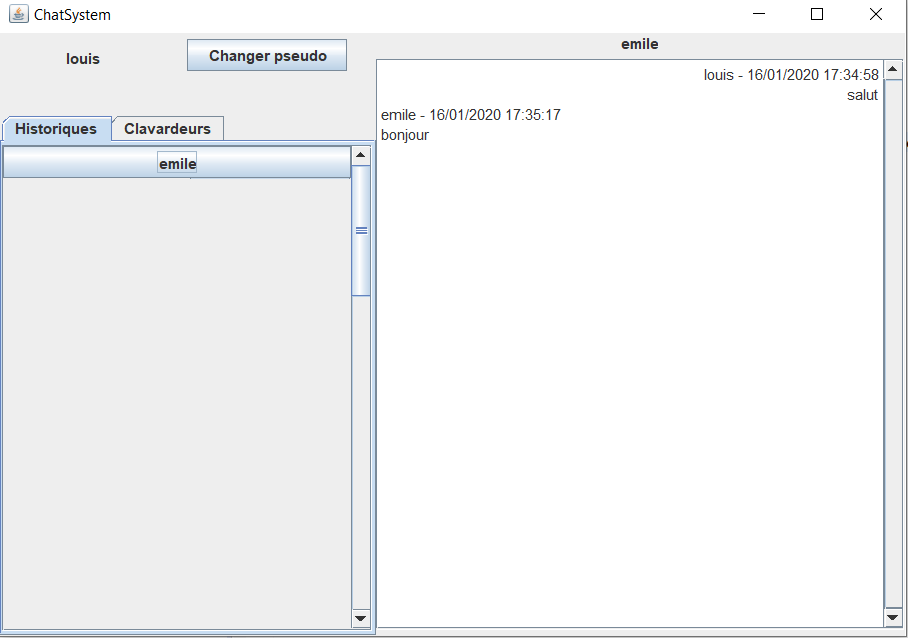 ChatSystem
louis
Changer pseudo
Historiques
Clavardeurs
emile
emile
louis - 16/01/2020 17:34:58
salut
emile - 16/01/2020 17:35:17
bonjour